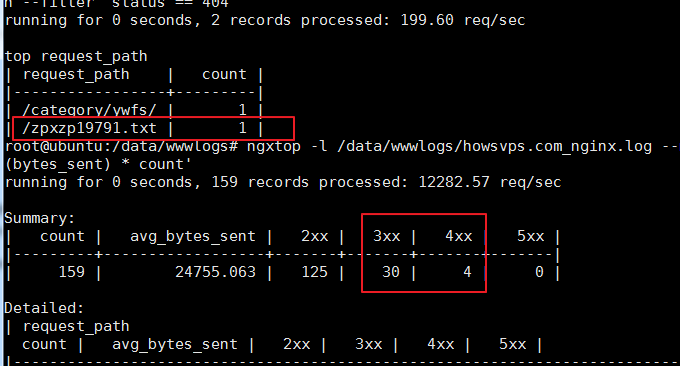 n --filter 'status == 404'
running for 0 seconds, 2 records processed: 199.60 req/sec
top request_path
| request_path    |   count |
|-----------------+---------|
| /category/ywfs/ |       1 |
| /zpxzp19791.txt |       1 |
root@ubuntu:/data/wwwlogs# ngxtop -l /data/wwwlogs/howsvps.com_nginx.log --
(bytes_sent) * count'
running for 0 seconds, 159 records processed: 12282.57 req/sec
Summary:
|   count |   avg_bytes_sent |   2xx |   3xx |   4xx |   5xx |
|---------+------------------+-------+-------+-------+-------|
|     159 |        24755.063 |   125 |    30 |     4 |     0 |
Detailed:
| request_path
count |   avg_bytes_sent |   2xx |   3xx |   4xx |   5xx |
|----------------------------------------------------------------------